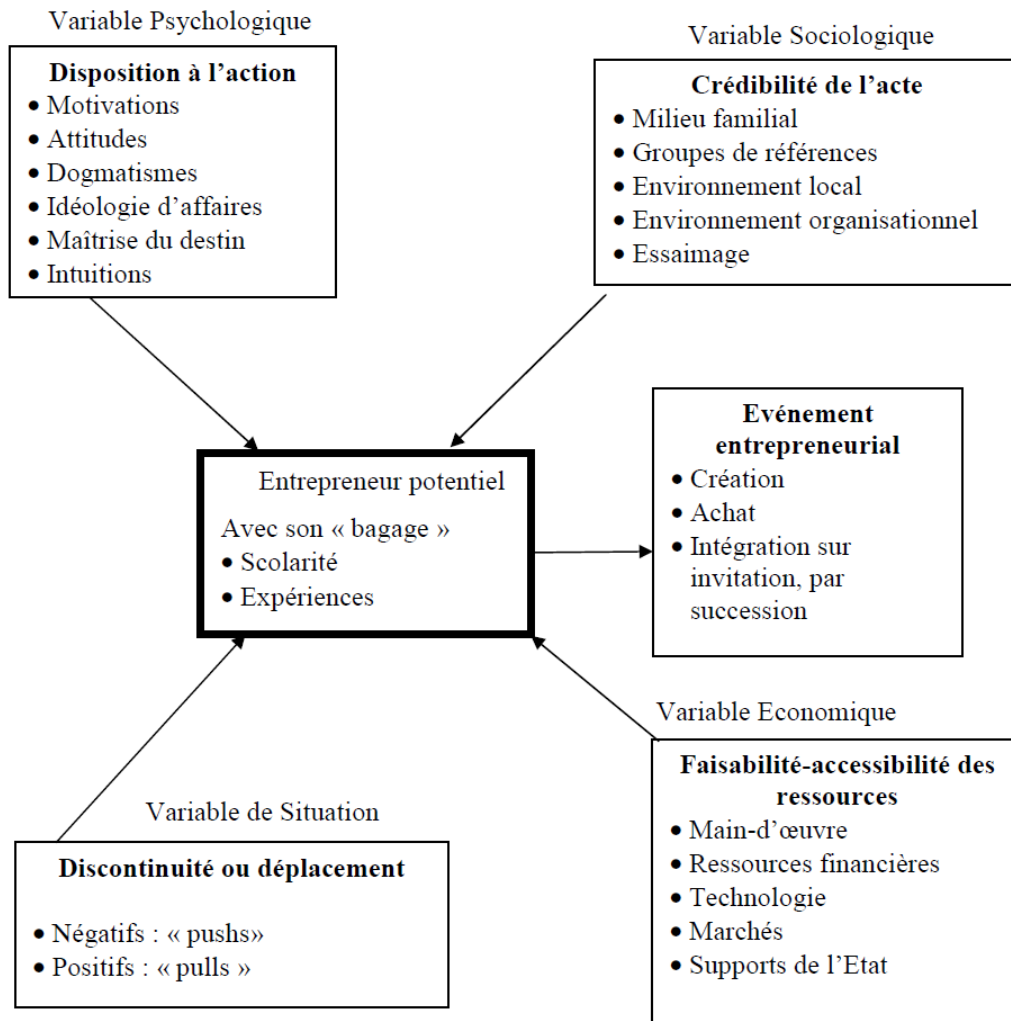 Variable Psychologique
Disposition à l’action
• Motivations
• Attitudes
• Dogmatismes
• Idéologie d’affaires
• Maîtrise du destin
• Intuitions
Variable Sociologique
Crédibilité de l’acte
• Milieu familial
• Groupes de références
• Environnement local
• Environnement organisationnel
• Essaimage
Entrepreneur potentiel
Avec son « bagage »
• Scolarité
• Expériences
Evénement
entrepreneurial
• Création
• Achat
• Intégration sur
invitation, par
succession
Variable de Situation
Discontinuité ou déplacement
• Négatifs : « pushs»
• Positifs : « pulls »
Variable Economique
Faisabilité-accessibilité des
ressources
• Main-d’œuvre
• Ressources financières
• Technologie
• Marchés
• Supports de l’Etat